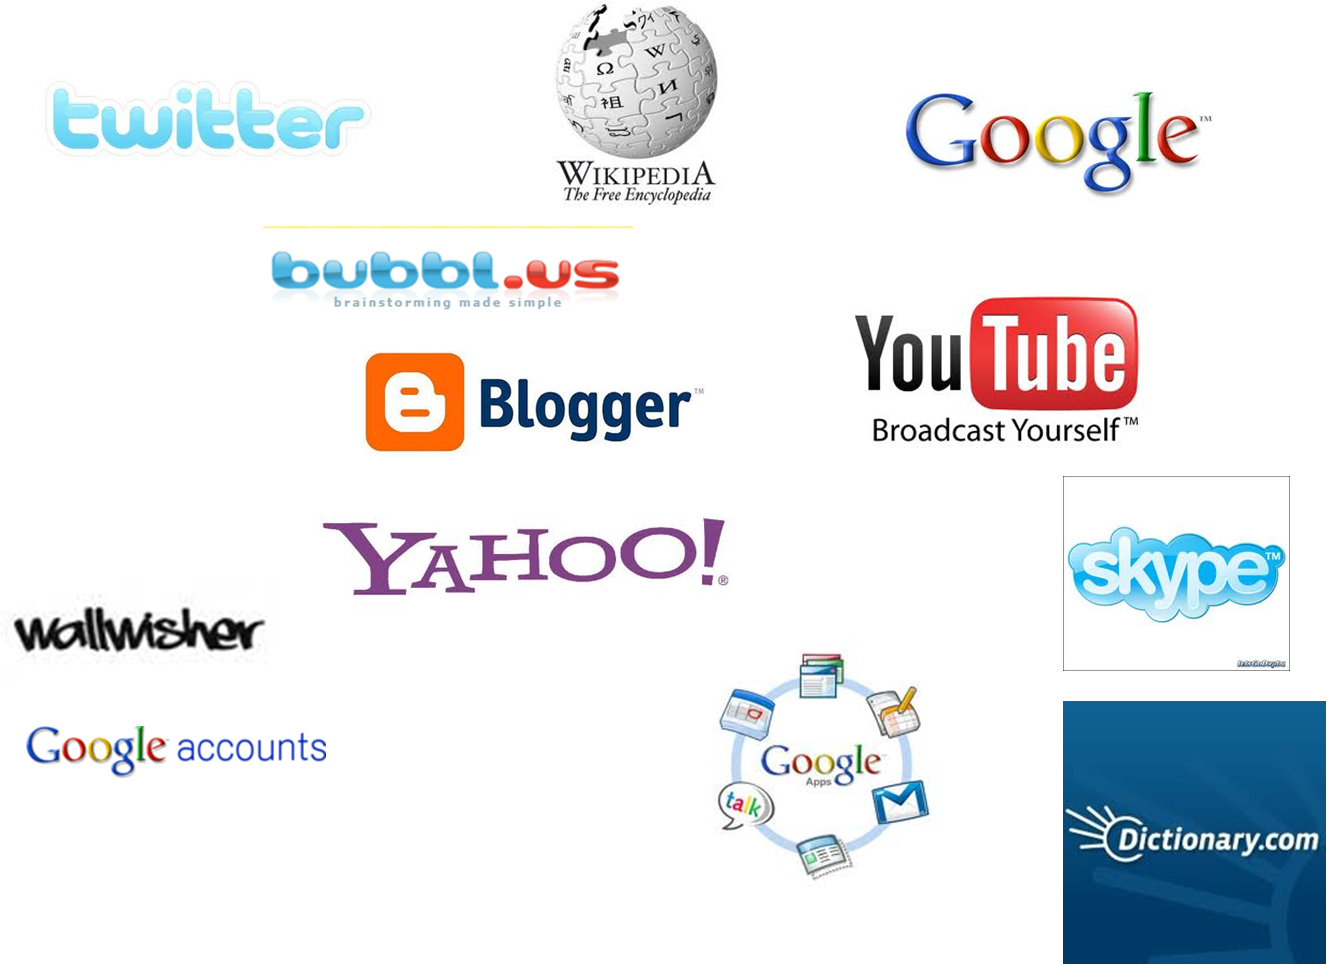 twitter
WIKIPEDIA
The Free Encyclopedia
Google™
bubbl.us
brainstorming made simple
Blogger™
YouTube
Broadcast Yourself™
YAHOO!®
skype™
wallwisher
Google accounts
Google™
Apps
talk
Dictionary.com